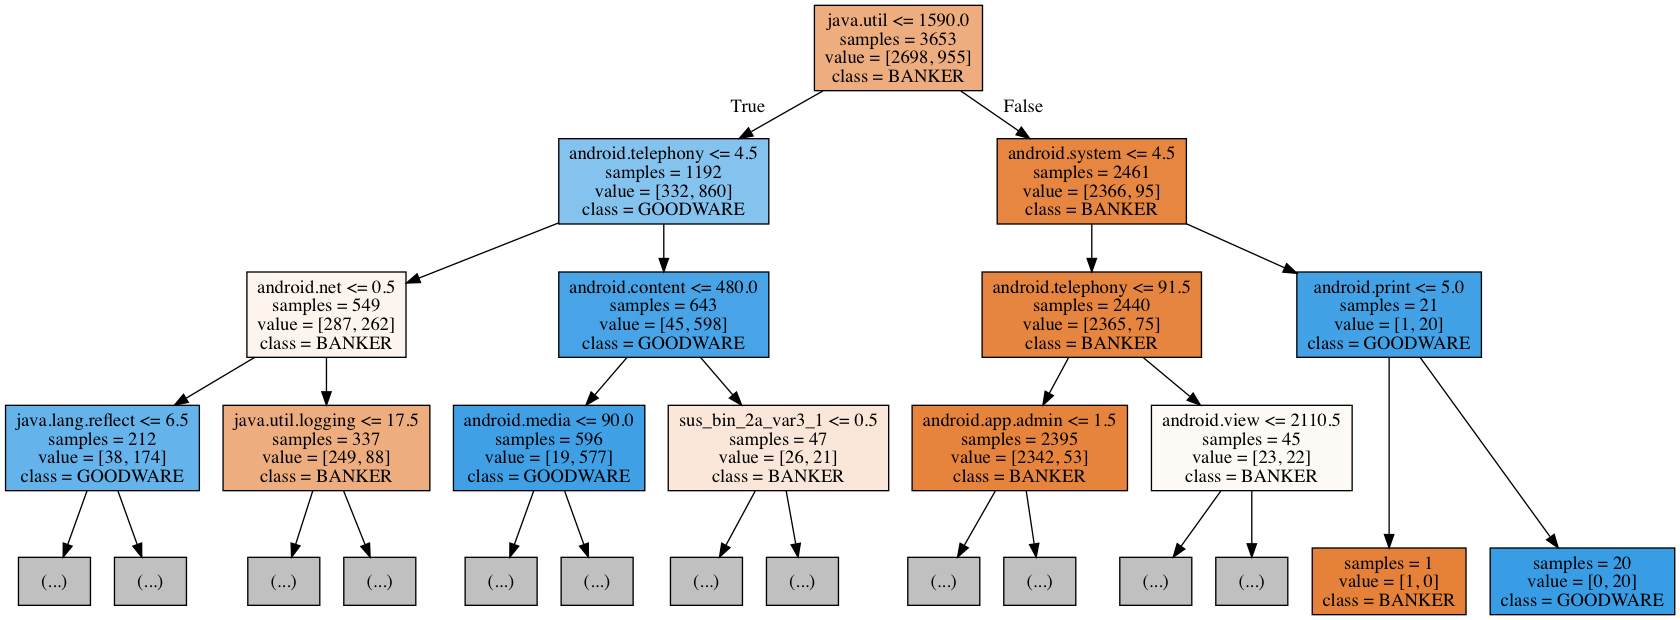 java.util <= 1590.0
samples = 3653
value = [2698, 955]
class = BANKER
True
False
android.telephony <= 4.5
samples = 1192
value = [332, 860]
class = GOODWARE
android.system <= 4.5
samples = 2461
value = [2366, 95]
class = BANKER
android.net <= 0.5
samples = 549
value = [287, 262]
class = BANKER
android.content <= 480.0
samples = 643
value = [45, 598]
class = GOODWARE
android.telephony <= 91.5
samples = 2440
value = [2365, 75]
class = BANKER
android.print <= 5.0
samples = 21
value = [1, 20]
class = GOODWARE
java.lang.reflect <= 6.5
samples = 212
value = [38, 174]
class = GOODWARE
java.util.logging <= 17.5
samples = 337
value = [249, 88]
class = BANKER
android.media <= 90.0
samples = 596
value = [19, 577]
class = GOODWARE
sus_bin_2a_var3_1 <= 0.5
samples = 47
value = [26, 21]
class = BANKER
android.app.admin <= 1.5
samples = 2395
value = [2342, 53]
class = BANKER
android.view <= 2110.5
samples = 45
value = [23, 22]
class = BANKER
(...)
(...)
(...)
(...)
(...)
(...)
(...)
(...)
(...)
(...)
(...)
(...)
samples = 1
value = [1, 0]
class = BANKER
samples = 20
value = [0, 20]
class = GOODWARE